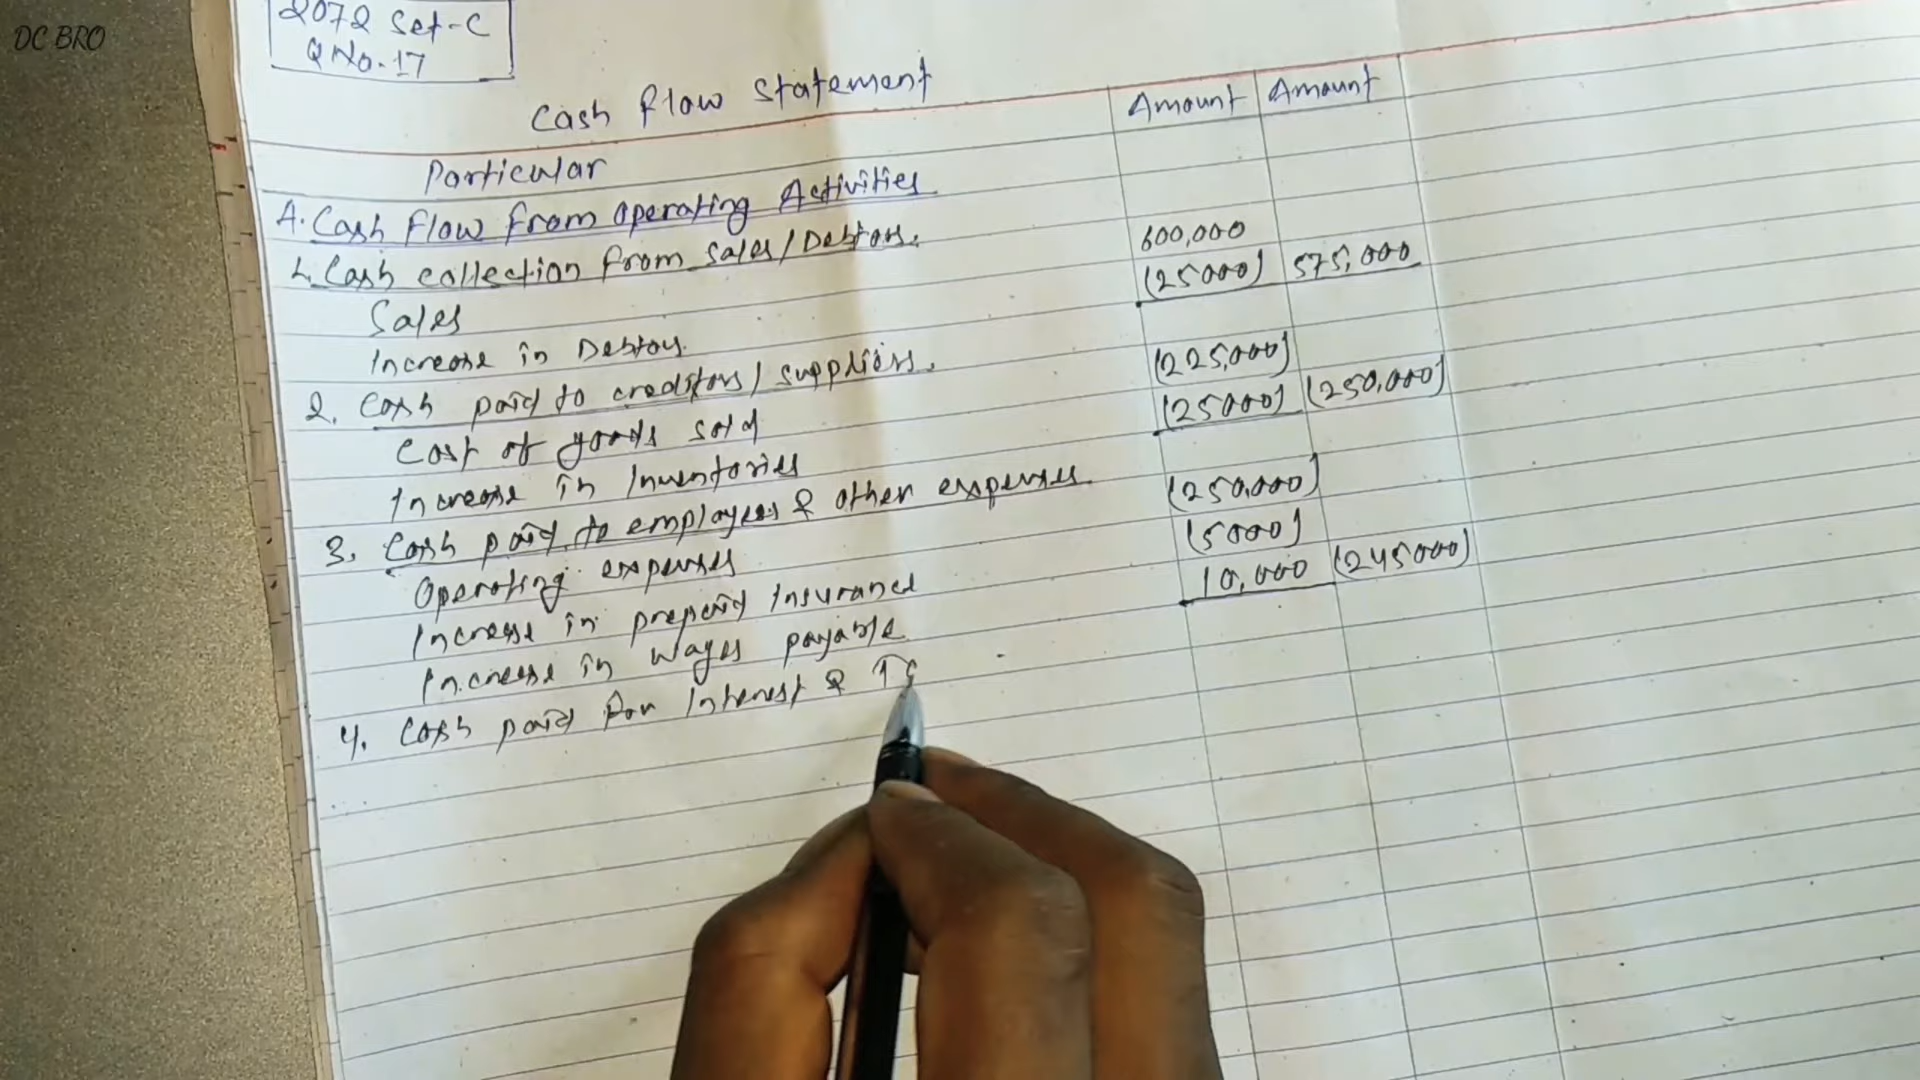 DC BRO
2072 Set-C
Q No. 17
Cash Flow Statement
Particular
Amount Amount
A. Cash Flow From Operating Activities
1. Cash collection from sales/Debtors.
Sales 600,000
Increase in Debtors. (25000) 575,000
2. Cash paid to creditors/suppliers.
Cost of goods sold (225,000)
Increase in Inventories (25000) (250,000)
3. Cash paid to employees & other expenses
Operating expenses (250,000)
Increase in prepaid Insurance (5000)
Increase in wages payable 10,000 (245000)
4. Cash paid for Interest &